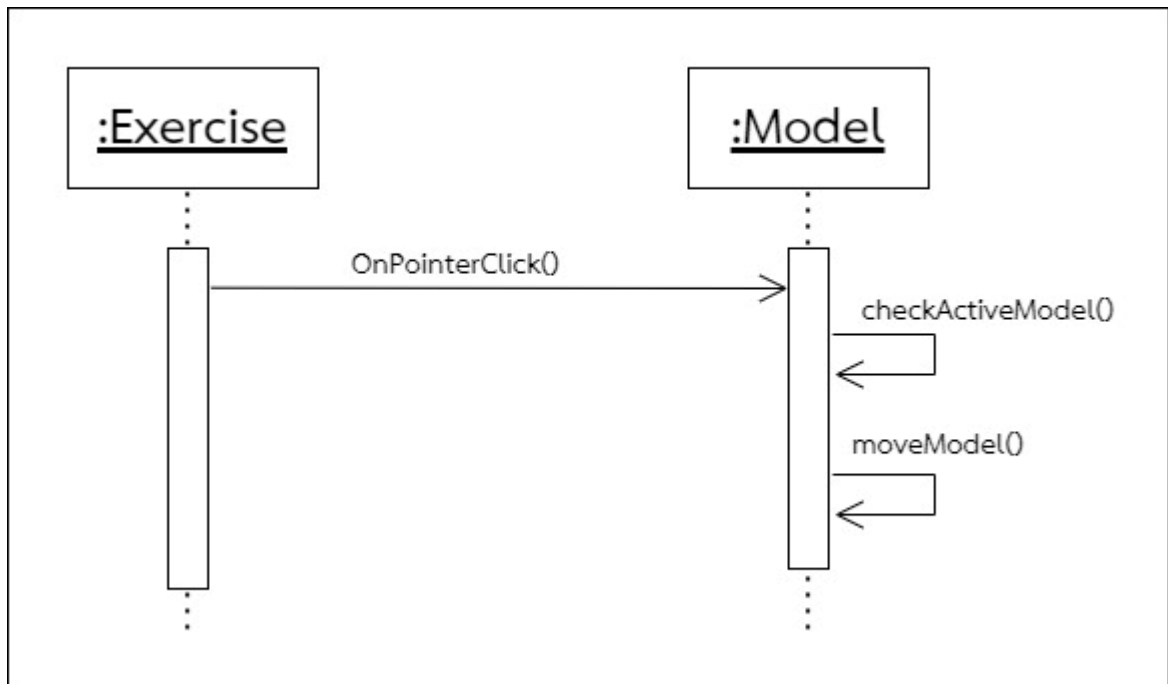 :Exercise
:Model
OnPointerClick()
checkActiveModel()
moveModel()